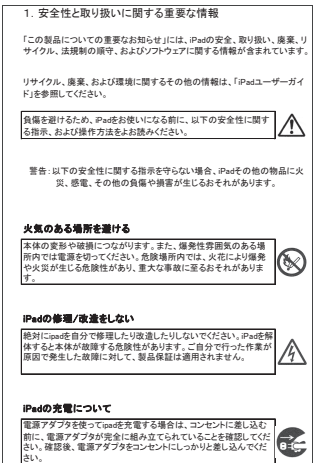 1. 安全性と取り扱いに関する重要な情報
「この製品についての重要なお知らせ」には、iPadの安全、取り扱い、廃棄、リ
サイクル、法規制の順守、およびソフトウェアに関する情報が含まれています。
リサイクル、廃棄、および環境に関するその他の情報は、「iPadユーザーガイ
ド」を参照してください。
負傷を避けるため、iPadをお使いになる前に、以下の安全性に関す
る指示、および操作方法をよお読みください。
警告：以下の安全性に関する指示を守らない場合、iPadその他の物品に火
災、感電、その他の負傷や損害が生じるおそれがあります。
火気のある場所を避ける
本体の変形や破損につながります。また、爆発性雰囲気のある場
所内では電源を切ってください。危険場所内では、火花により爆発
や火災が生じる危険性があり、重大な事故に至るおそれがありま
す。
iPadの修理/改造をしない
絶対にipadを自分で修理したり改造したりしないでください。iPadを解
体すると本体が故障する危険性があります。ご自分で行った作業が
原因で発生した故障に対して、製品保証は適用されません。
iPadの充電について
電源アダプタを使ってipadを充電する場合は、コンセントに差し込む
前に、電源アダプタが完全に組み立てられていることを確認してくだ
さい。確認後、電源アダプタをコンセントにしっかりと差し込んでくだ
さい。